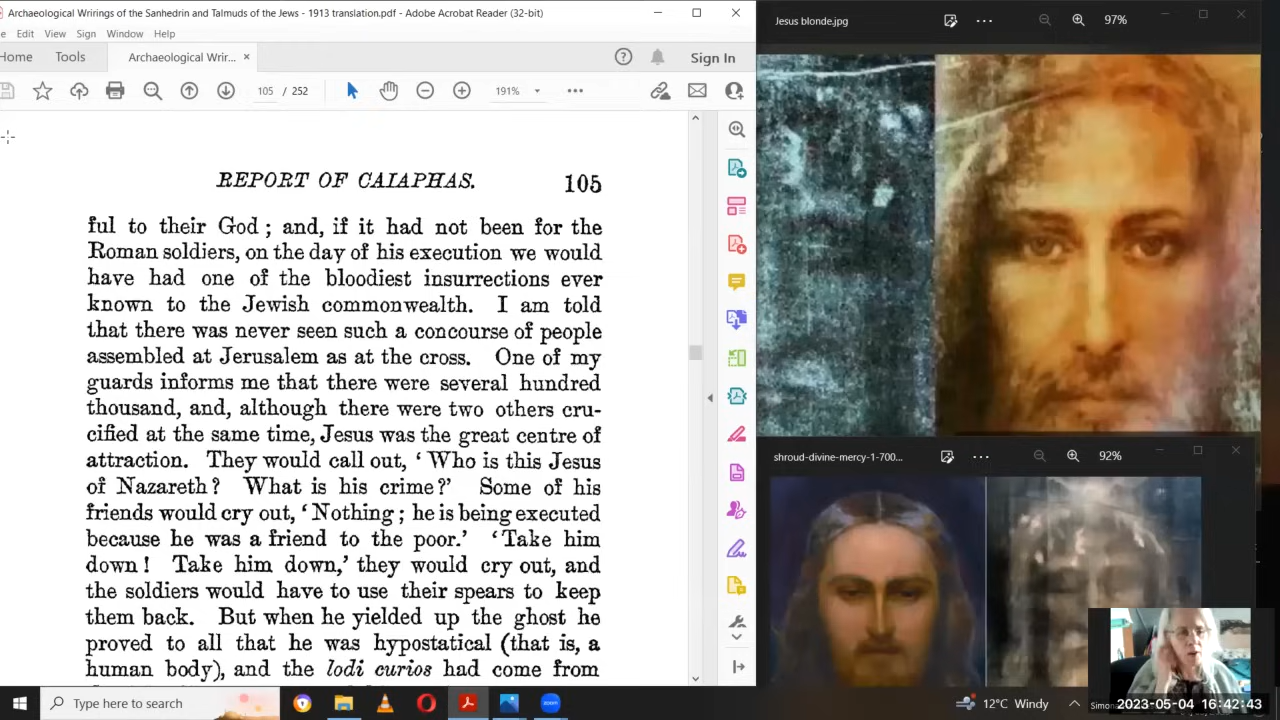 Archaeological Wrirings of the Sanhedrin and Talmuds of the Jews - 1913 translation.pdf - Adobe Acrobat Reader (32-bit)
Edit View Sign Window Help
Home Tools Archaeological Wrir... × Sign In
105 / 252 191%
REPORT OF CAIAPHAS. 105
ful to their God; and, if it had not been for the
Roman soldiers, on the day of his execution we would
have had one of the bloodiest insurrections ever
known to the Jewish commonwealth. I am told
that there was never seen such a concourse of people
assembled at Jerusalem as at the cross. One of my
guards informs me that there were several hundred
thousand, and, although there were two others cru-
cified at the same time, Jesus was the great centre of
attraction. They would call out, ‘Who is this Jesus
of Nazareth? What is his crime?’ Some of his
friends would cry out, ‘Nothing; he is being executed
because he was a friend to the poor.’ ‘Take him
down! Take him down,’ they would cry out, and
the soldiers would have to use their spears to keep
them back. But when he yielded up the ghost he
proved to all that he was hypostatical (that is, a
human body), and the lodi curios had come from
Jesus blonde.jpg 97%
shroud-divine-mercy-1-700... 92%
Type here to search
12°C Windy
Simon
2023-05-04 16:42:43